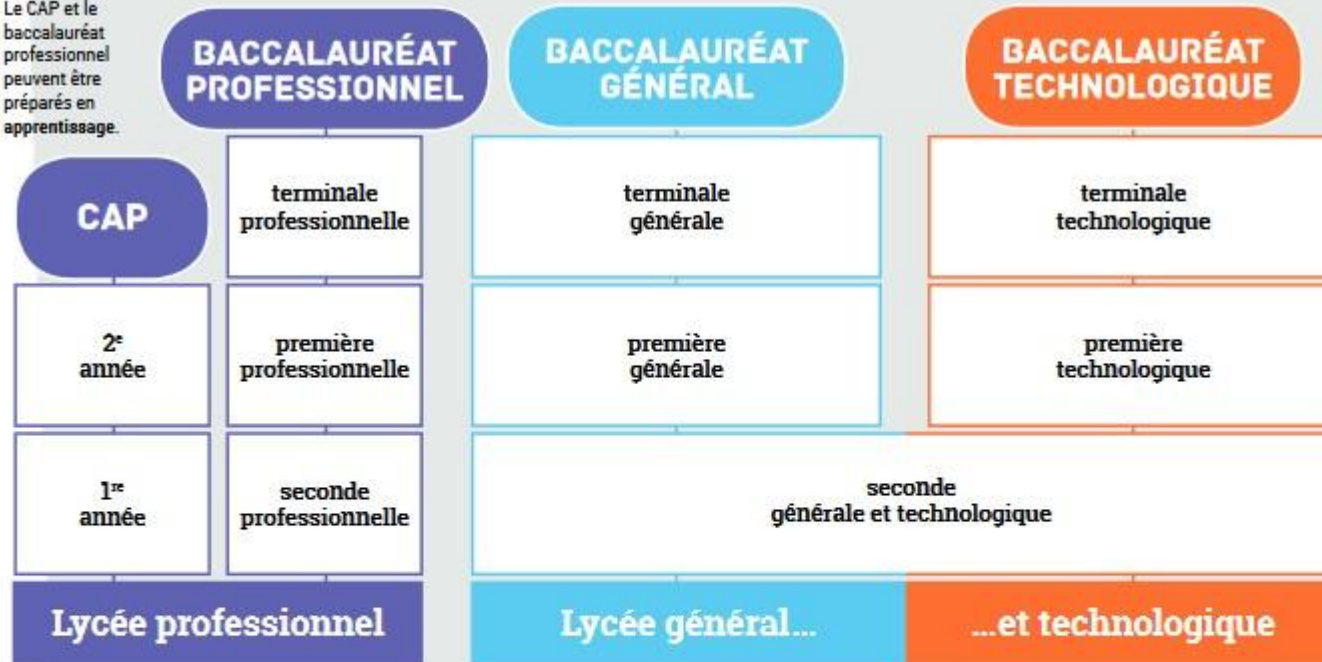 Le CAP et le
baccalauréat
professionnel
peuvent être
préparés en
apprentissage.
BACCALAURÉAT
PROFESSIONNEL
BACCALAURÉAT
GÉNÉRAL
BACCALAURÉAT
TECHNOLOGIQUE
CAP
terminale
professionnelle
terminale
générale
terminale
technologique
2e
année
première
professionnelle
première
générale
première
technologique
1re
année
seconde
professionnelle
seconde
générale et technologique
Lycée professionnel
Lycée général...
...et technologique